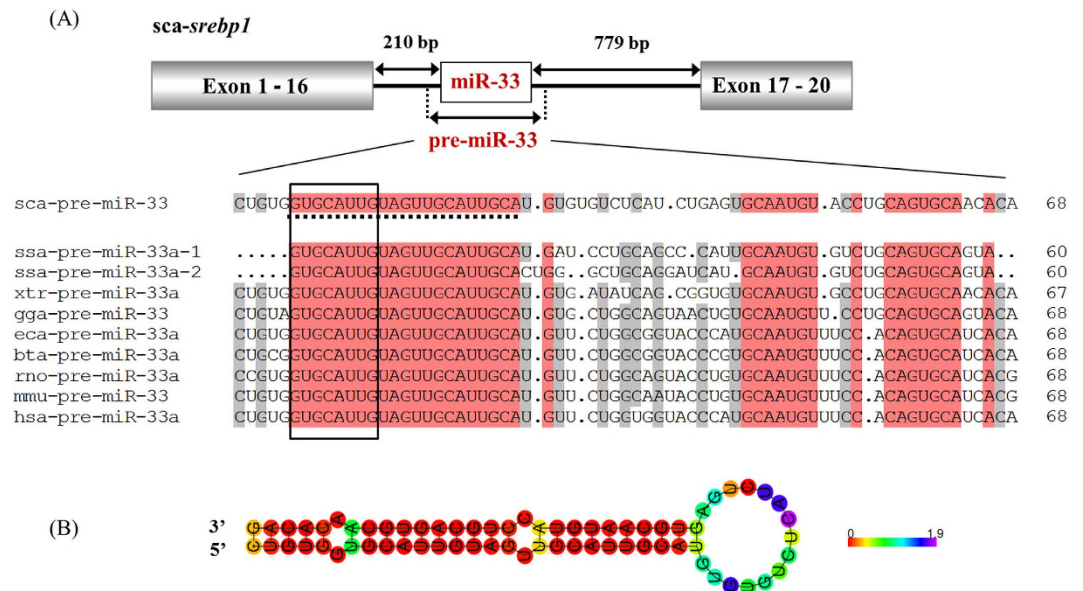 (A)
sca-srebp1
210 bp
779 bp
Exon 1 - 16
miR-33
Exon 17 - 20
pre-miR-33
sca-pre-miR-33 CUGUGGUGCAUUGUAGUUGCAUUGCAU.GUGUGUCUCAU.CUGAGUGCAAUGU.ACCUGCAGUGCAACACA 68
ssa-pre-miR-33a-1 .....GUGCAUUGUAGUUGCAUUGCAU.GAU.CCUGCAGCC.CAUUGCAAUGU.GUCUGCAGUGCAGUA.. 60
ssa-pre-miR-33a-2 .....GUGCAUUGUAGUUGCAUUGCACUGG..GCUGCAGGAUCAU.GCAAUGU.GUCUGCAGUGCAGUA.. 60
xtr-pre-miR-33a CUGUGGUGCAUUGUAGUUGCAUUGCAU.GUG.AUAUCAG.CGGUGUGCAAUGU.GCCUGCAGUGCAACACA 67
gga-pre-miR-33 CUGUAGUGCAUUGUAGUUGCAUUGCAU.GUG.CUGGCAGUAACUGUGCAAUGUU.CCUGCAGUGCAGUACA 68
eca-pre-miR-33a CUGUGGUGCAUUGUAGUUGCAUUGCAU.GUU.CUGGCAGUACCCAUGCAAUGUUUCC.ACAGUGCAUCACA 68
bta-pre-miR-33a CUGCGGUGCAUUGUAGUUGCAUUGCAU.GUU.CUGGCGGUACCCGUGCAAUGUUUCC.ACAGUGCAUCACA 68
rno-pre-miR-33a CCGUGGUGCAUUGUAGUUGCAUUGCAU.GUU.CUGGCAGUACCUGUGCAAUGUUUCC.ACAGUGCAUCACG 68
mmu-pre-miR-33 CUGUGGUGCAUUGUAGUUGCAUUGCAU.GUU.CUGGCAAUACCUGUGCAAUGUUUCC.ACAGUGCAUCACG 68
hsa-pre-miR-33a CUGUGGUGCAUUGUAGUUGCAUUGCAU.GUU.CUGUGGUACCCAUGCAAUGUUUCC.ACAGUGCAUCACA 68
(B)
3'
5'
0 1.9